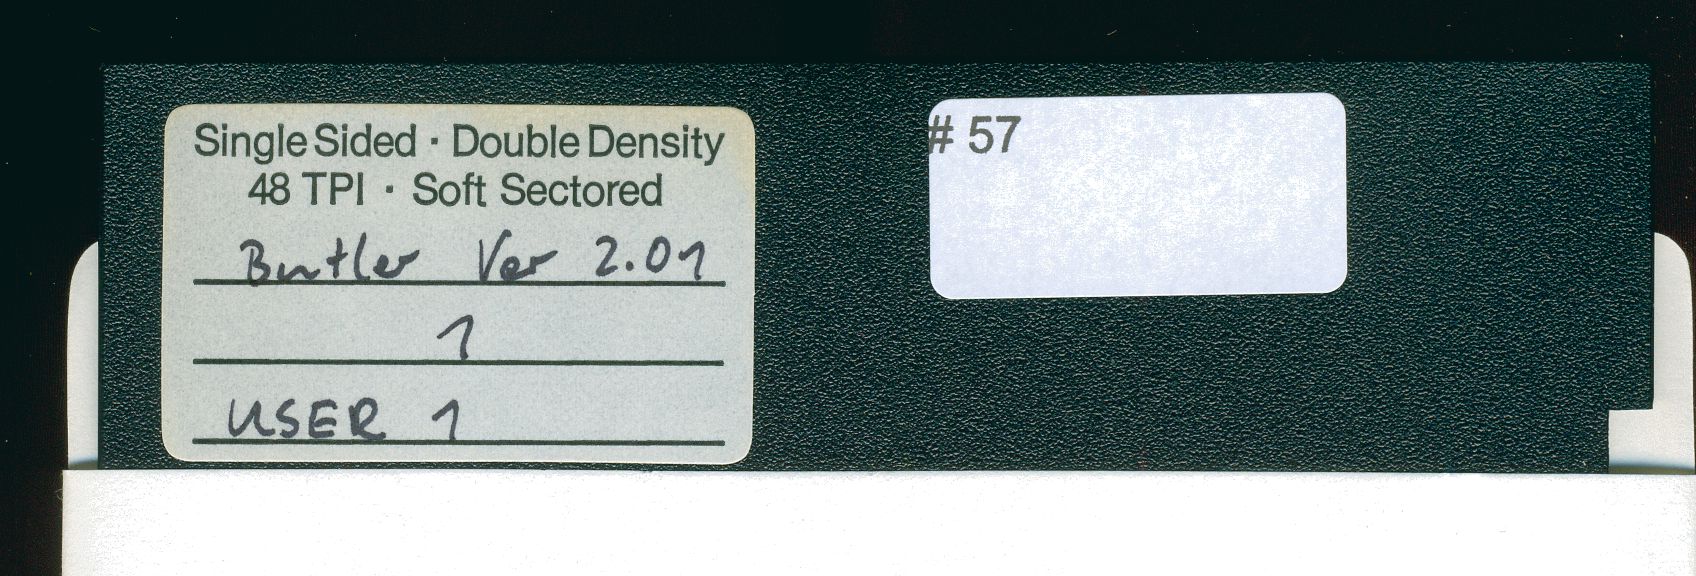 Single Sided · Double Density
48 TPI · Soft Sectored
Butler Ver 2.01
1
USER 1
# 57